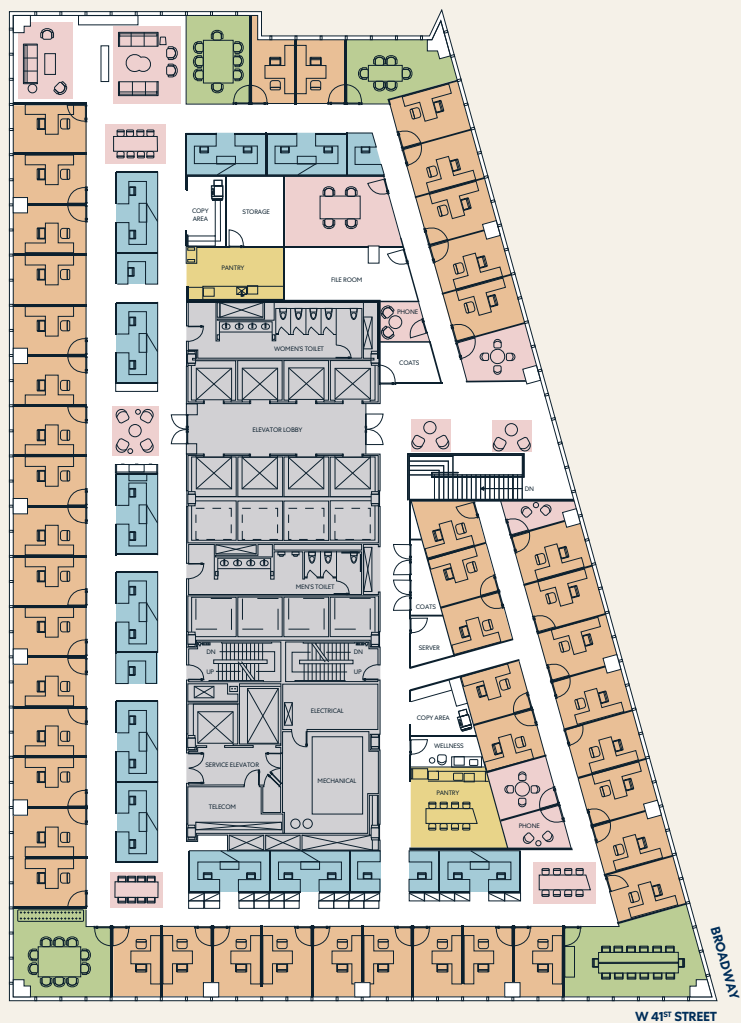 COPY
AREA
STORAGE
PANTRY
FILE ROOM
PHONE
WOMEN'S TOILET
COATS
ELEVATOR LOBBY
DN
MEN'S TOILET
COATS
SERVER
DN
UP
DN
UP
ELECTRICAL
COPY AREA
WELLNESS
SERVICE ELEVATOR
MECHANICAL
PANTRY
TELECOM
PHONE
BROADWAY
W 41ST STREET